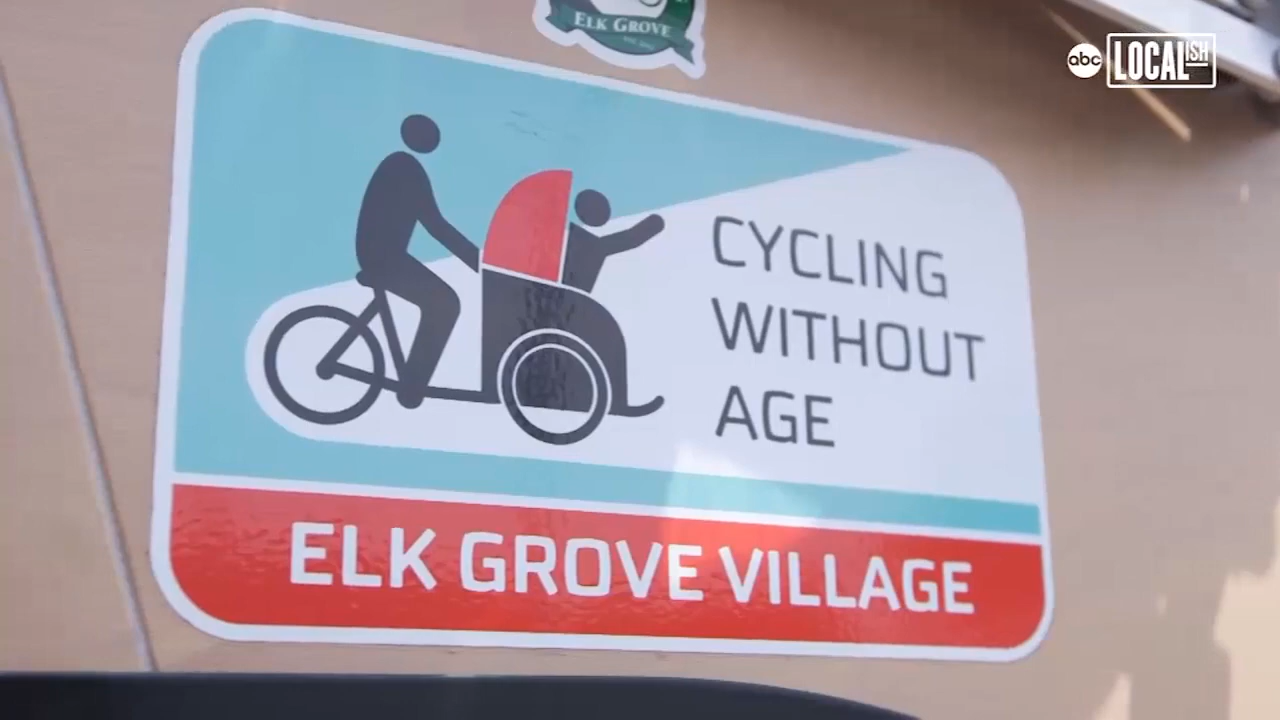 ELK GROVE
abc LOCALISH
CYCLING
WITHOUT
AGE
ELK GROVE VILLAGE